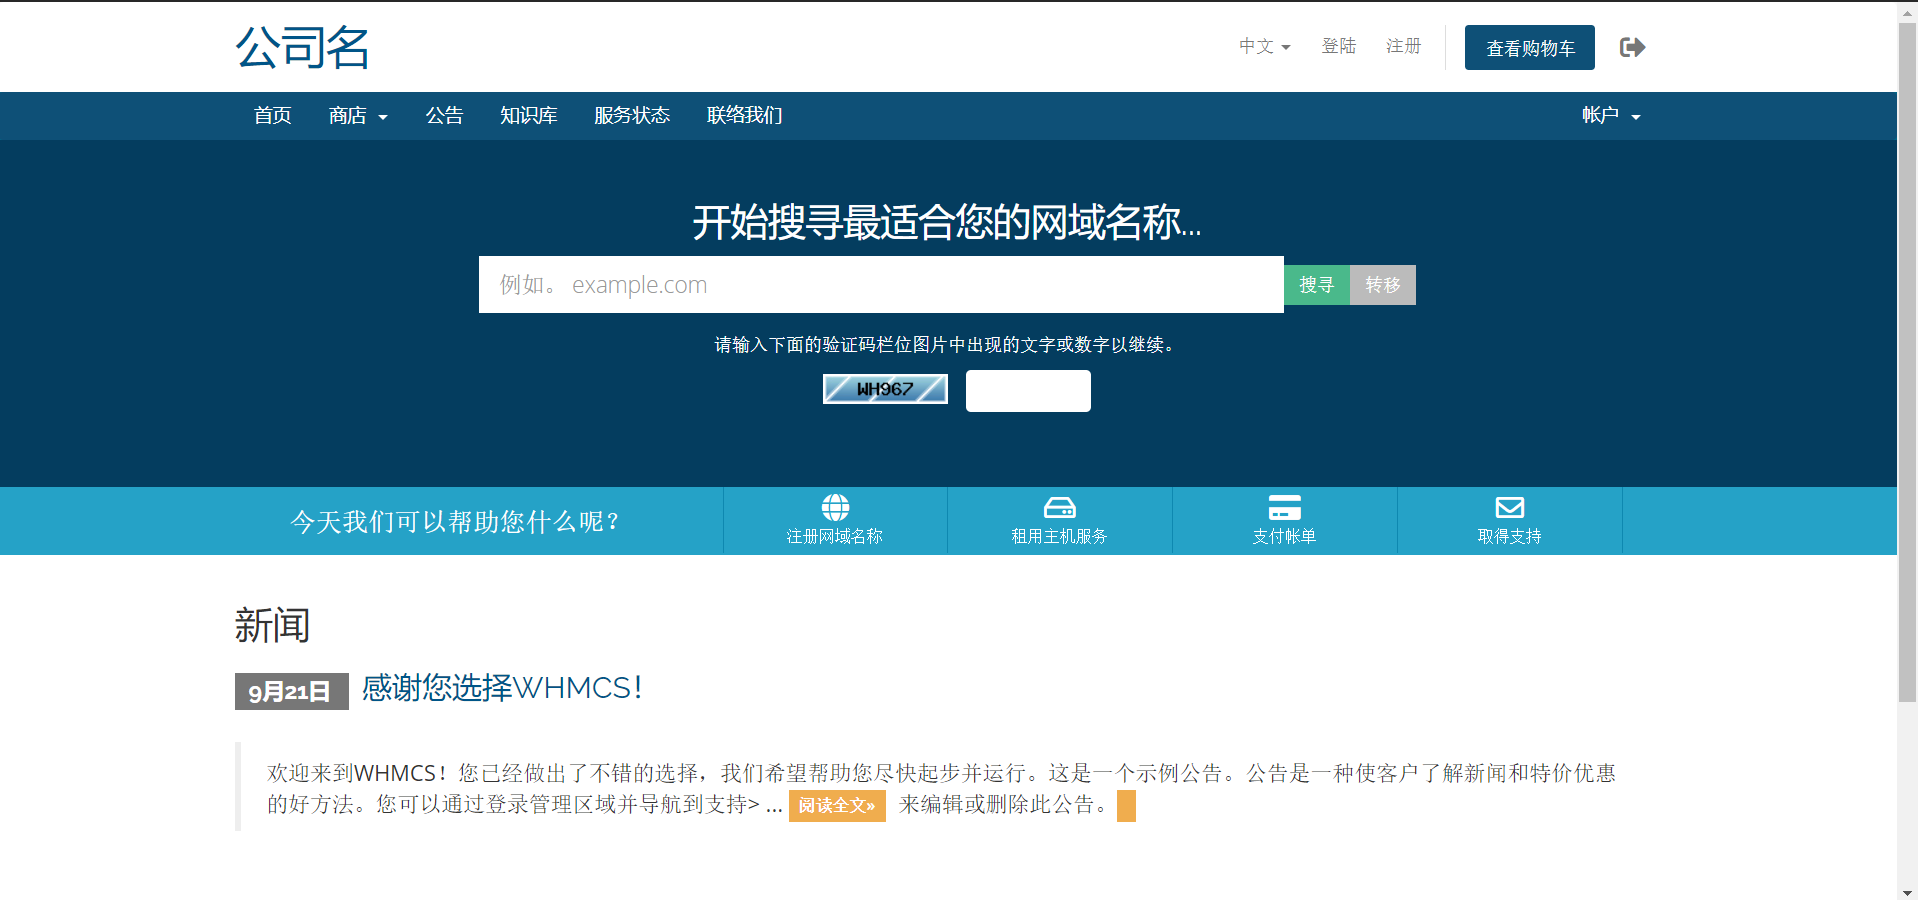 公司名
中文
登陆
注册
查看购物车
首页
商店
公告
知识库
服务状态
联络我们
帐户
开始搜寻最适合您的网域名称...
例如。 example.com
搜寻
转移
请输入下面的验证码栏位图片中出现的文字或数字以继续。
WH967
今天我们可以帮助您什么呢？
注册网域名称
租用主机服务
支付帐单
取得支持
新闻
9月21日
感谢您选择WHMCS！
欢迎来到WHMCS！您已经做出了不错的选择，我们希望帮助您尽快起步并运行。这是一个示例公告。公告是一种使客户了解新闻和特价优惠
的好方法。您可以通过登录管理区域并导航到支持> ... 阅读全文» 来编辑或删除此公告。